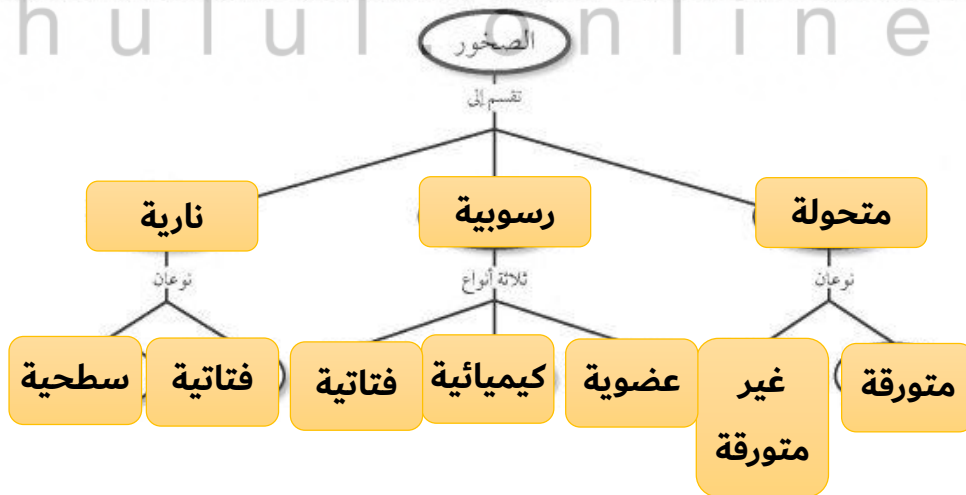 hulul.online
الصخور
تقسم إلى
متحولة
رسوبية
نارية
نوعان
ثلاثة أنواع
نوعان
متورقة
غير
متورقة
عضوية
كيميائية
فتاتية
فتاتية
سطحية